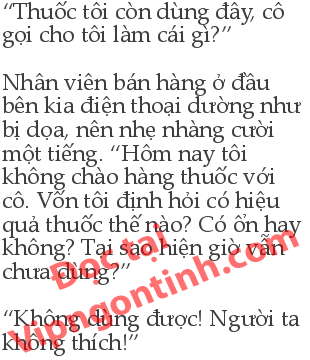 “Thuốc tôi còn dùng đây, cô
gọi cho tôi làm cái gì?”
Nhân viên bán hàng ở đầu
bên kia điện thoại dường như
bị dọa, nên nhẹ nhàng cười
một tiếng. “Hôm nay tôi
không chào hàng thuốc với
cô. Vốn tôi định hỏi có hiệu
quả thuốc thế nào? Có ổn hay
không? Tại sao hiện giờ vẫn
chưa dùng?”
“Không dùng được! Người ta
không thích!”
Đọc tại
Vipngontinh.com